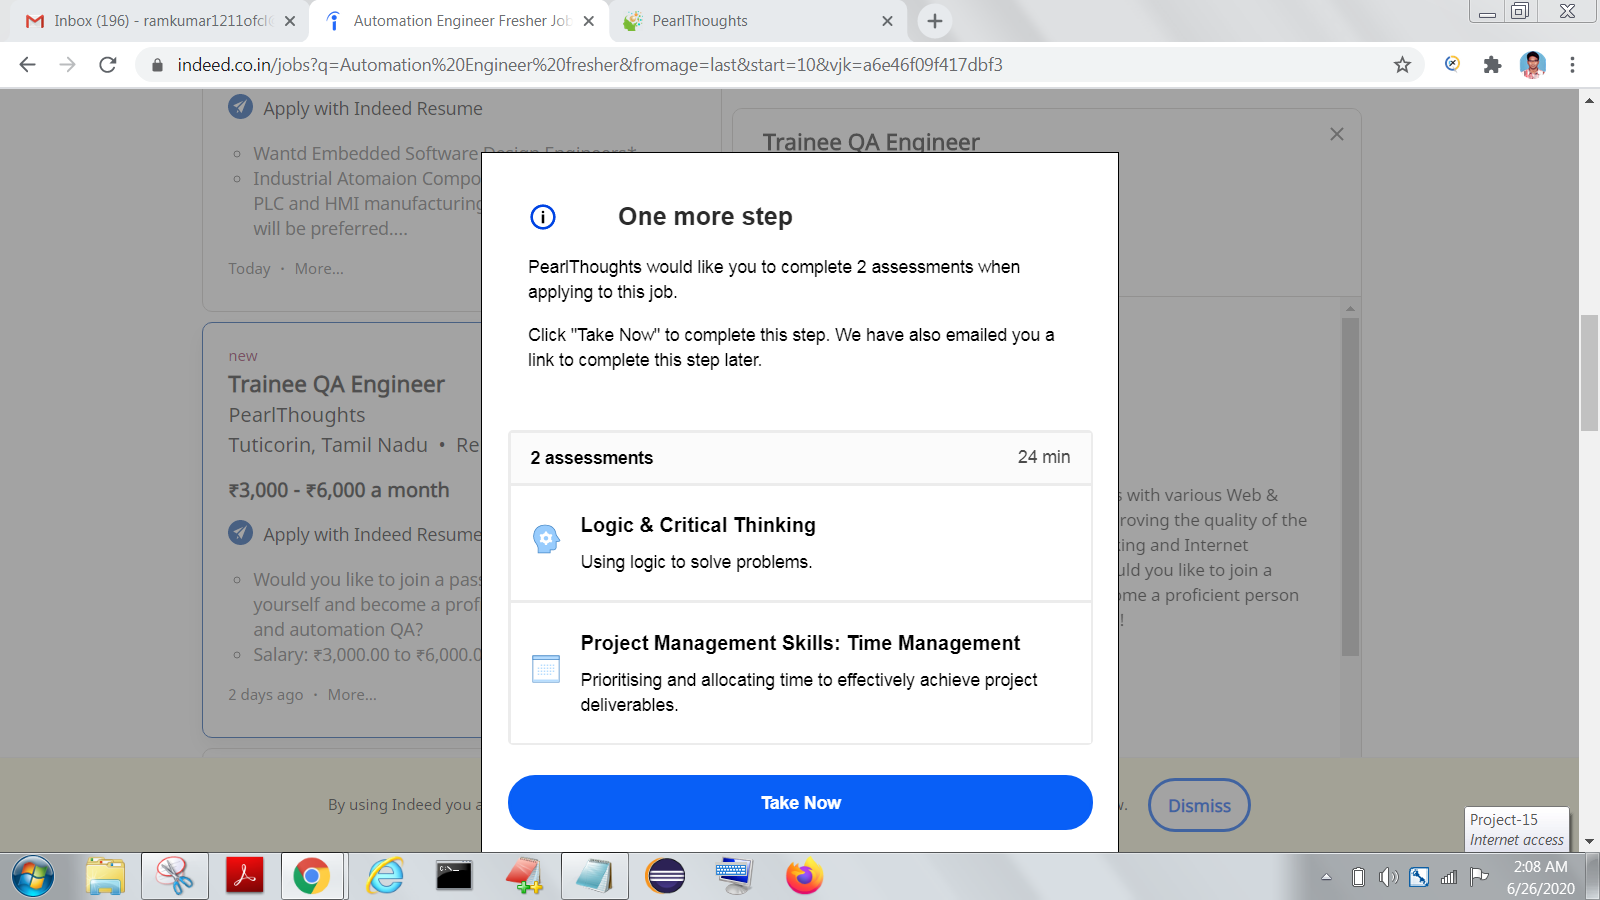 Inbox (196) - ramkumar1211ofcl
Automation Engineer Fresher Job
PearlThoughts
indeed.co.in/jobs?q=Automation%20Engineer%20fresher&fromage=last&start=10&vjk=a6e46f09f417dbf3
Apply with Indeed Resume
Wantd Embedded Software Design Engineers*
Industrial Atomaion Compo
PLC and HMI manufacturing
will be preferred....
Today · More...
new
Trainee QA Engineer
PearlThoughts
Tuticorin, Tamil Nadu • Re
₹3,000 - ₹6,000 a month
Apply with Indeed Resume
Would you like to join a pas
yourself and become a prof
and automation QA?
Salary: ₹3,000.00 to ₹6,000.0
2 days ago · More...
Trainee QA Engineer
One more step
PearlThoughts would like you to complete 2 assessments when
applying to this job.
Click "Take Now" to complete this step. We have also emailed you a
link to complete this step later.
2 assessments 24 min
Logic & Critical Thinking
Using logic to solve problems.
Project Management Skills: Time Management
Prioritising and allocating time to effectively achieve project
deliverables.
Take Now
s with various Web &
roving the quality of the
ing and Internet
uld you like to join a
ome a proficient person
!
By using Indeed you a
Dismiss
Project-15
Internet access
2:08 AM
6/26/2020